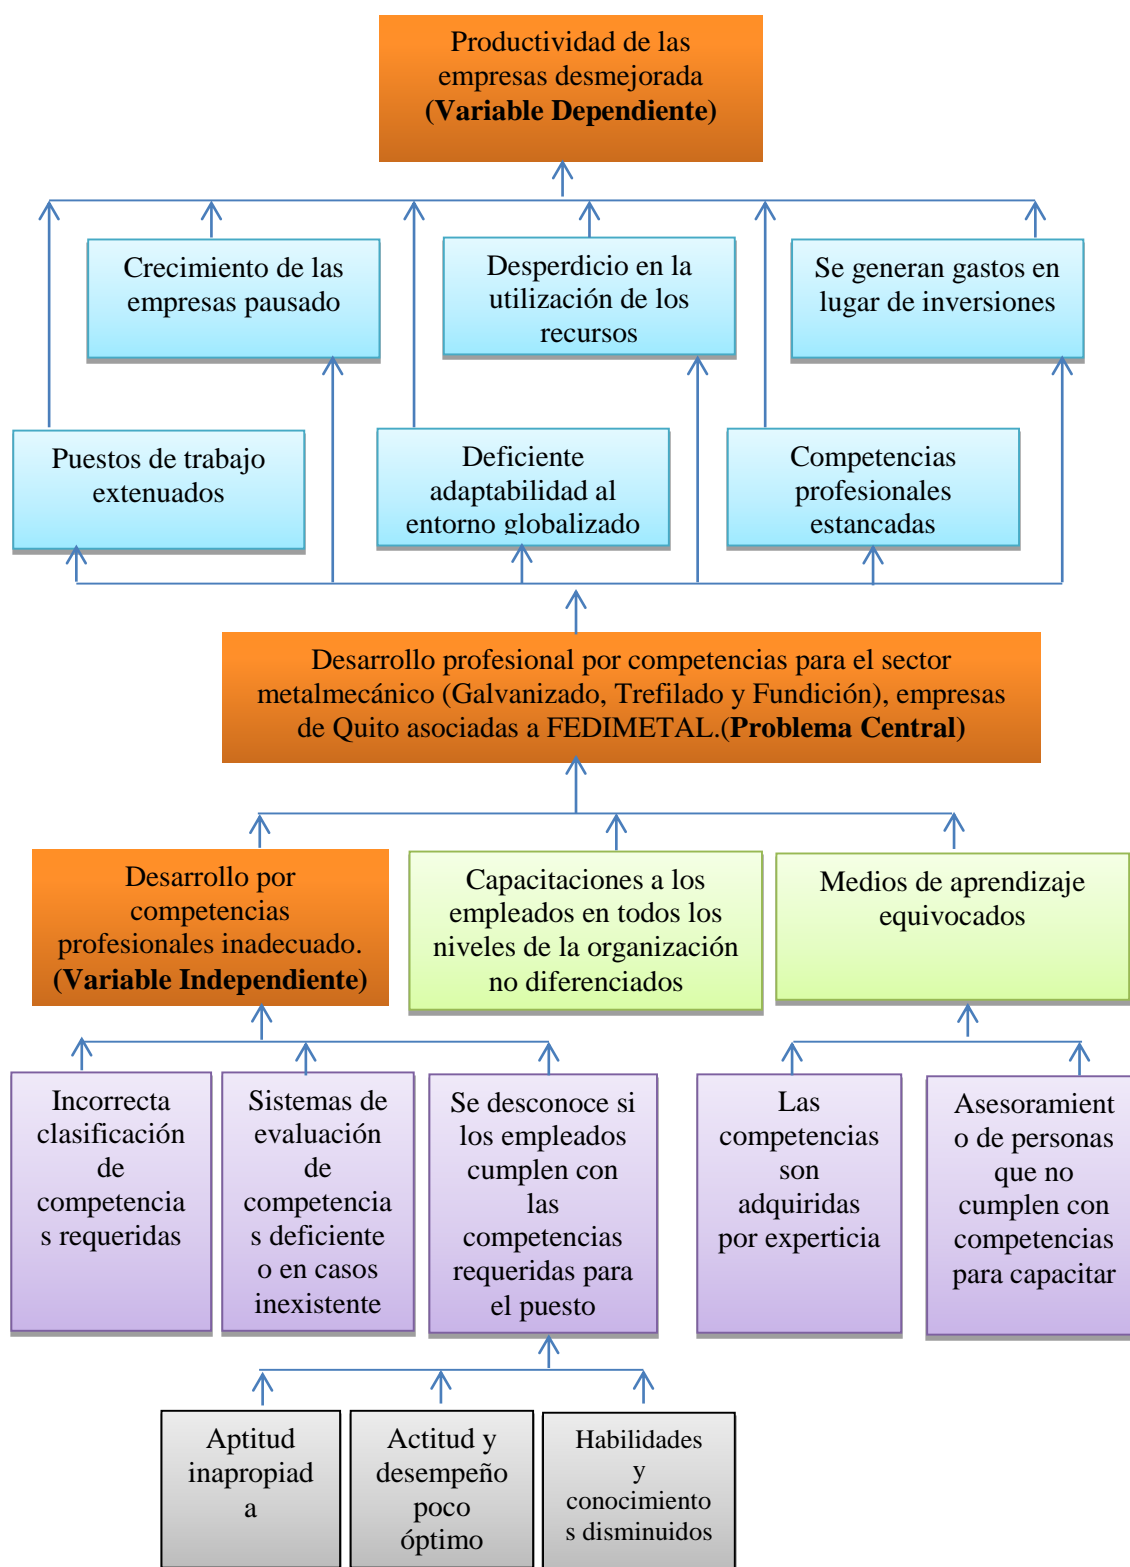 Productividad de las
empresas desmejorada
(Variable Dependiente)
Crecimiento de las
empresas pausado
Desperdicio en la
utilización de los
recursos
Se generan gastos en
lugar de inversiones
Puestos de trabajo
extenuados
Deficiente
adaptabilidad al
entorno globalizado
Competencias
profesionales
estancadas
Desarrollo profesional por competencias para el sector
metalmecánico (Galvanizado, Trefilado y Fundición), empresas
de Quito asociadas a FEDIMETAL.(Problema Central)
Desarrollo por
competencias
profesionales inadecuado.
(Variable Independiente)
Capacitaciones a los
empleados en todos los
niveles de la organización
no diferenciados
Medios de aprendizaje
equivocados
Incorrecta
clasificación
de
competencia
s requeridas
Sistemas de
evaluación
de
competencia
s deficiente
o en casos
inexistente
Se desconoce si
los empleados
cumplen con
las
competencias
requeridas para
el puesto
Las
competencias
son
adquiridas
por experticia
Asesoramient
o de personas
que no
cumplen con
competencias
para capacitar
Aptitud
inapropiad
a
Actitud y
desempeño
poco
óptimo
Habilidades
y
conocimiento
s disminuidos